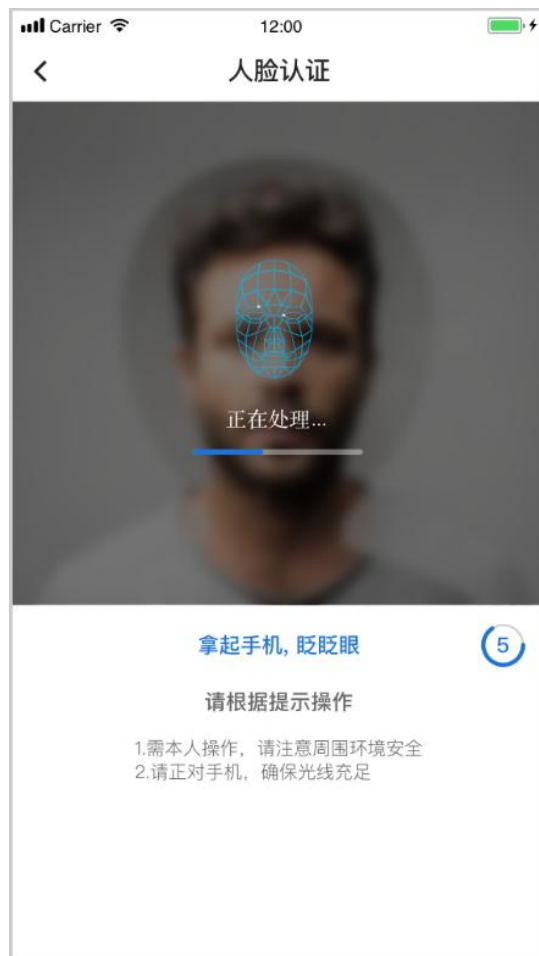 Carrier 12:00
人脸认证
正在处理...
拿起手机, 眨眨眼
5
请根据提示操作
1.需本人操作，请注意周围环境安全
2.请正对手机，确保光线充足